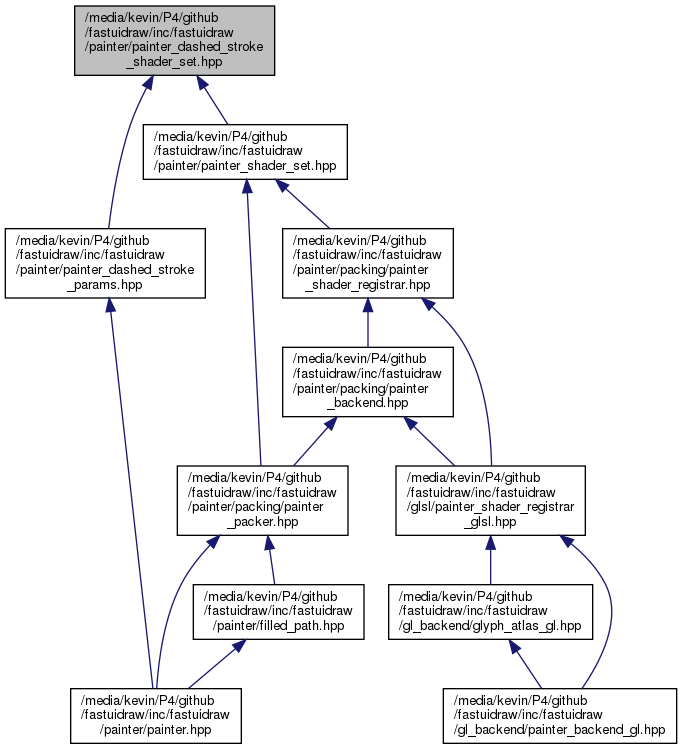 /media/kevin/P4/github
/fastuidraw/inc/fastuidraw
/painter/painter_dashed_stroke
_shader_set.hpp
/media/kevin/P4/github
/fastuidraw/inc/fastuidraw
/painter/painter_shader_set.hpp
/media/kevin/P4/github
/fastuidraw/inc/fastuidraw
/painter/painter_dashed_stroke
_params.hpp
/media/kevin/P4/github
/fastuidraw/inc/fastuidraw
/painter/packing/painter
_shader_registrar.hpp
/media/kevin/P4/github
/fastuidraw/inc/fastuidraw
/painter/packing/painter
_backend.hpp
/media/kevin/P4/github
/fastuidraw/inc/fastuidraw
/painter/packing/painter
_packer.hpp
/media/kevin/P4/github
/fastuidraw/inc/fastuidraw
/glsl/painter_shader_registrar
_glsl.hpp
/media/kevin/P4/github
/fastuidraw/inc/fastuidraw
/painter/filled_path.hpp
/media/kevin/P4/github
/fastuidraw/inc/fastuidraw
/gl_backend/glyph_atlas_gl.hpp
/media/kevin/P4/github
/fastuidraw/inc/fastuidraw
/painter/painter.hpp
/media/kevin/P4/github
/fastuidraw/inc/fastuidraw
/gl_backend/painter_backend_gl.hpp